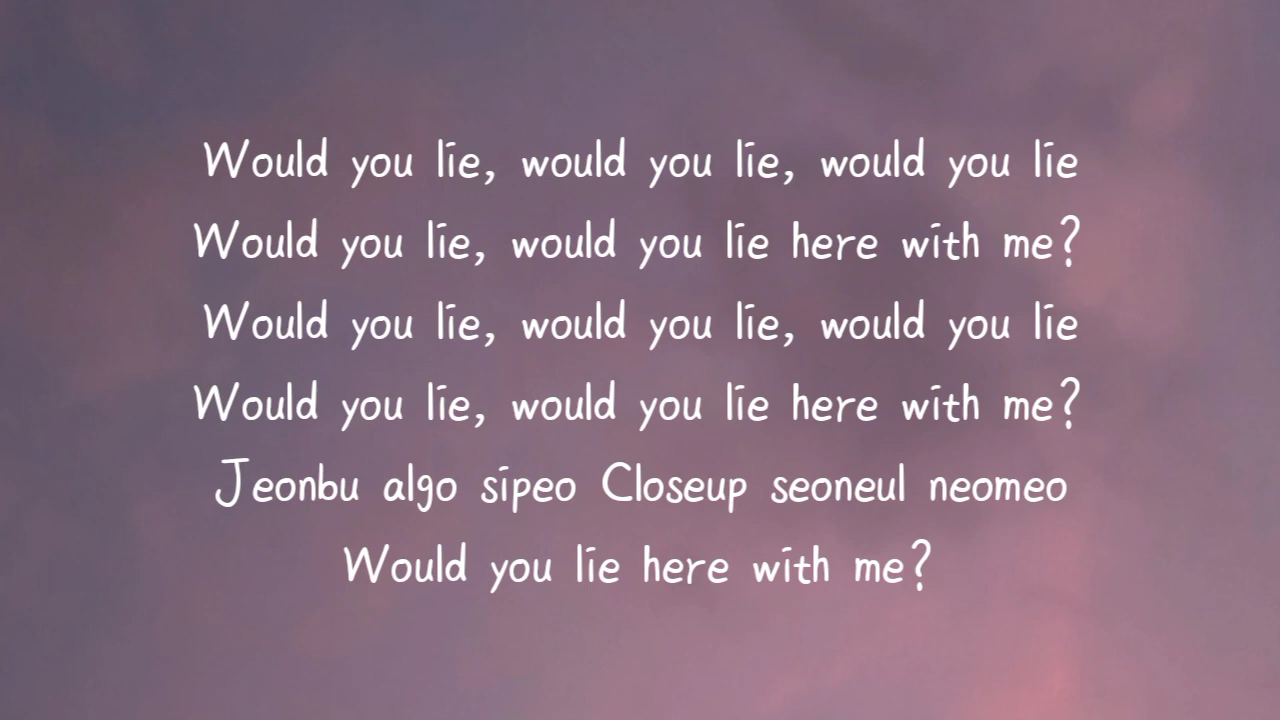 Would you lie, would you lie, would you lie
Would you lie, would you lie here with me?
Would you lie, would you lie, would you lie
Would you lie, would you lie here with me?
Jeonbu algo sipeo Closeup seoneul neomeo
Would you lie here with me?